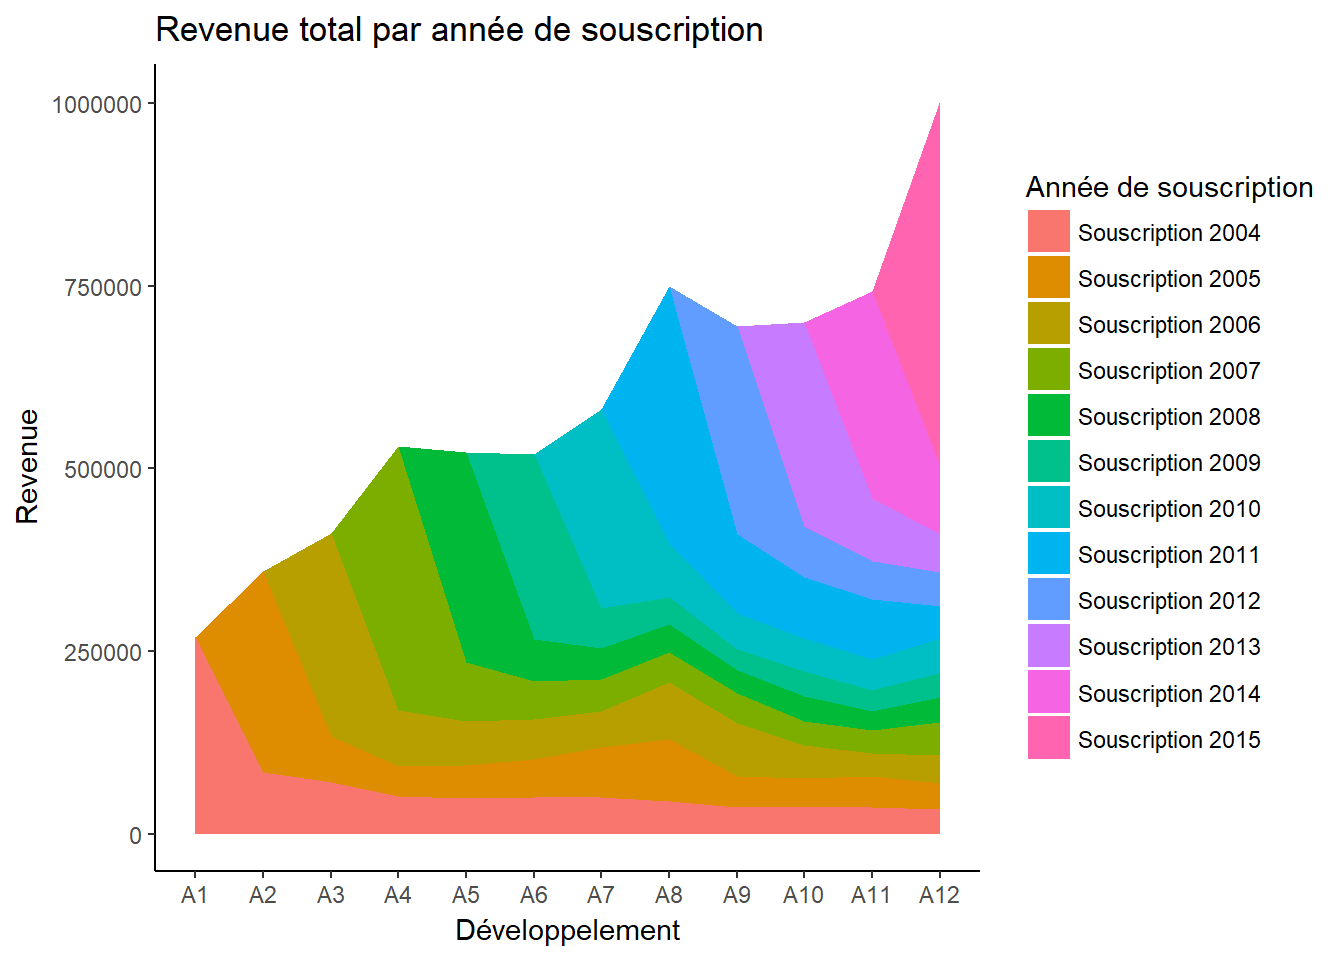 Revenue total par année de souscription
Revenue
1000000
750000
500000
250000
0
A1 A2 A3 A4 A5 A6 A7 A8 A9 A10 A11 A12
Développelement
Année de souscription
Souscription 2004
Souscription 2005
Souscription 2006
Souscription 2007
Souscription 2008
Souscription 2009
Souscription 2010
Souscription 2011
Souscription 2012
Souscription 2013
Souscription 2014
Souscription 2015